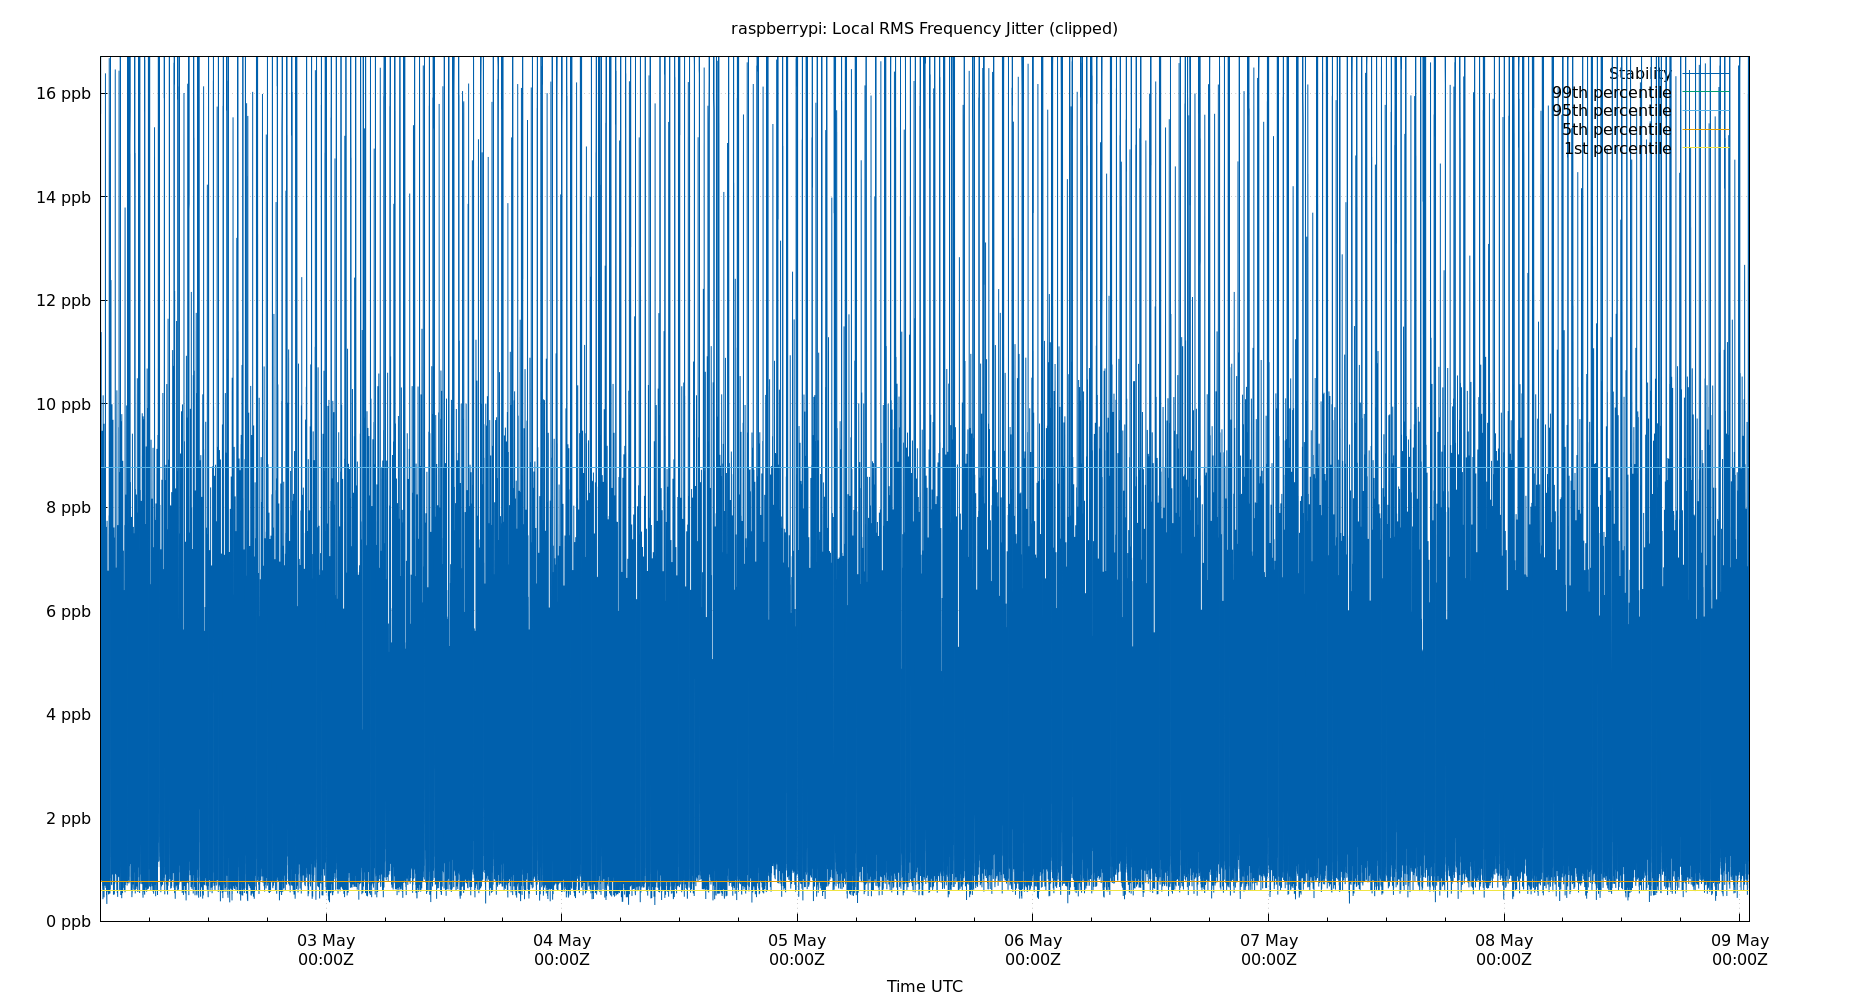 raspberrypi: Local RMS Frequency Jitter (clipped)
Stability
99th percentile
95th percentile
5th percentile
1st percentile
16 ppb
14 ppb
12 ppb
10 ppb
8 ppb
6 ppb
4 ppb
2 ppb
0 ppb
03 May 04 May 05 May 06 May 07 May 08 May 09 May
00:00Z 00:00Z 00:00Z 00:00Z 00:00Z 00:00Z 00:00Z
Time UTC